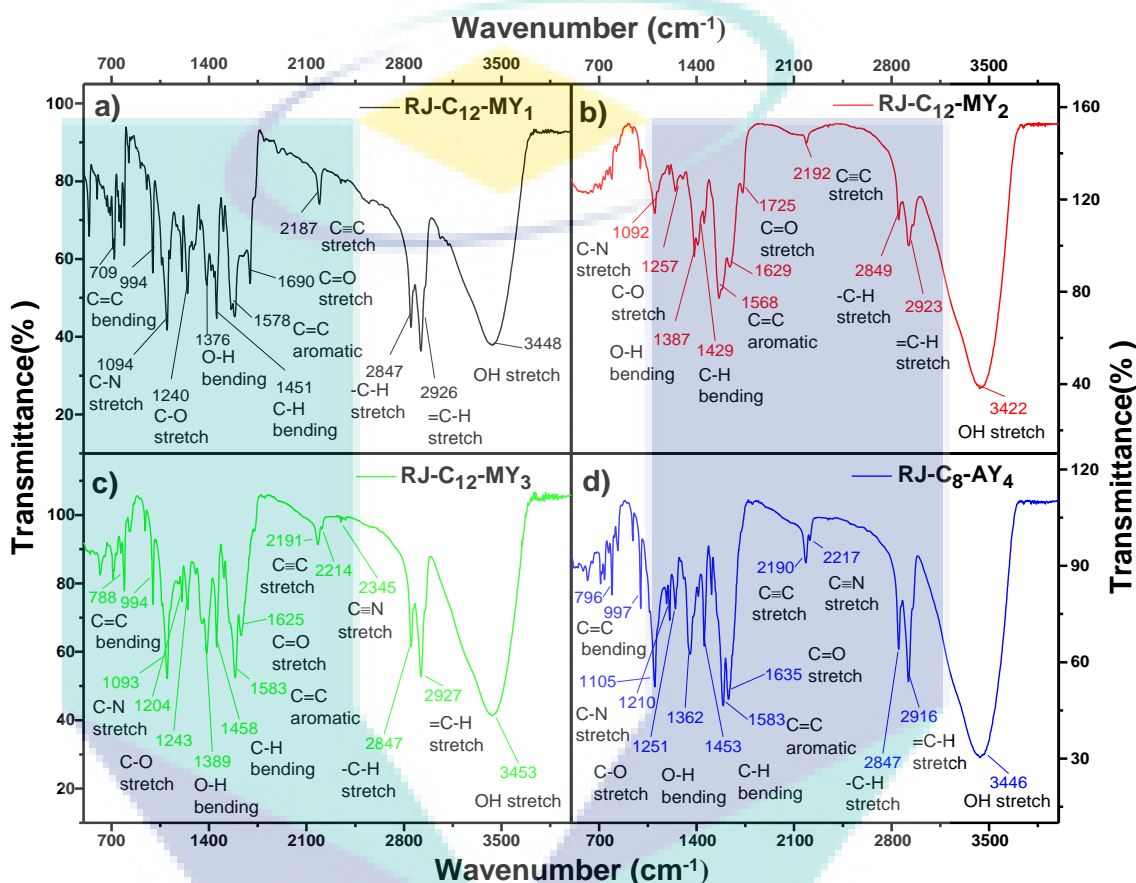 Wavenumber (cm⁻¹)
700 1400 2100 2800 3500
700 1400 2100 2800 3500
Transmittance(%)
100
80
60
40
20
a)
RJ-C₁₂-MY₁
709
C=C
bending
994
1094
C-N
stretch
1240
C-O
stretch
1376
O-H
bending
1451
C-H
bending
1578
C=C
aromatic
1690
C=O
stretch
2187
C≡C
stretch
2847
-C-H
stretch
2926
=C-H
stretch
3448
OH stretch
b)
RJ-C₁₂-MY₂
160
120
80
40
1092
C-N
stretch
1257
C-O
stretch
1387
O-H
bending
1429
C-H
bending
1568
C=C
aromatic
1629
1725
C=O
stretch
2192
C≡C
stretch
2849
-C-H
stretch
2923
=C-H
stretch
3422
OH stretch
Transmittance(%)
c)
RJ-C₁₂-MY₃
100
80
60
40
20
788
994
C=C
bending
1093
C-N
stretch
1204
1243
C-O
stretch
1389
O-H
bending
1458
C-H
bending
1583
C=C
aromatic
1625
C=O
stretch
2191
C≡C
stretch
2214
2345
C≡N
stretch
2847
-C-H
stretch
2927
=C-H
stretch
3453
OH stretch
d)
RJ-C₈-AY₄
120
90
60
30
796
997
C=C
bending
1105
C-N
stretch
1210
1251
C-O
stretch
1362
O-H
bending
1453
C-H
bending
1583
C=C
aromatic
1635
C=O
stretch
2190
C≡C
stretch
2217
C≡N
stretch
2847
-C-H
stretch
2916
=C-H
stretch
3446
OH stretch
700 1400 2100 2800 3500
700 1400 2100 2800 3500
Wavenumber (cm⁻¹)